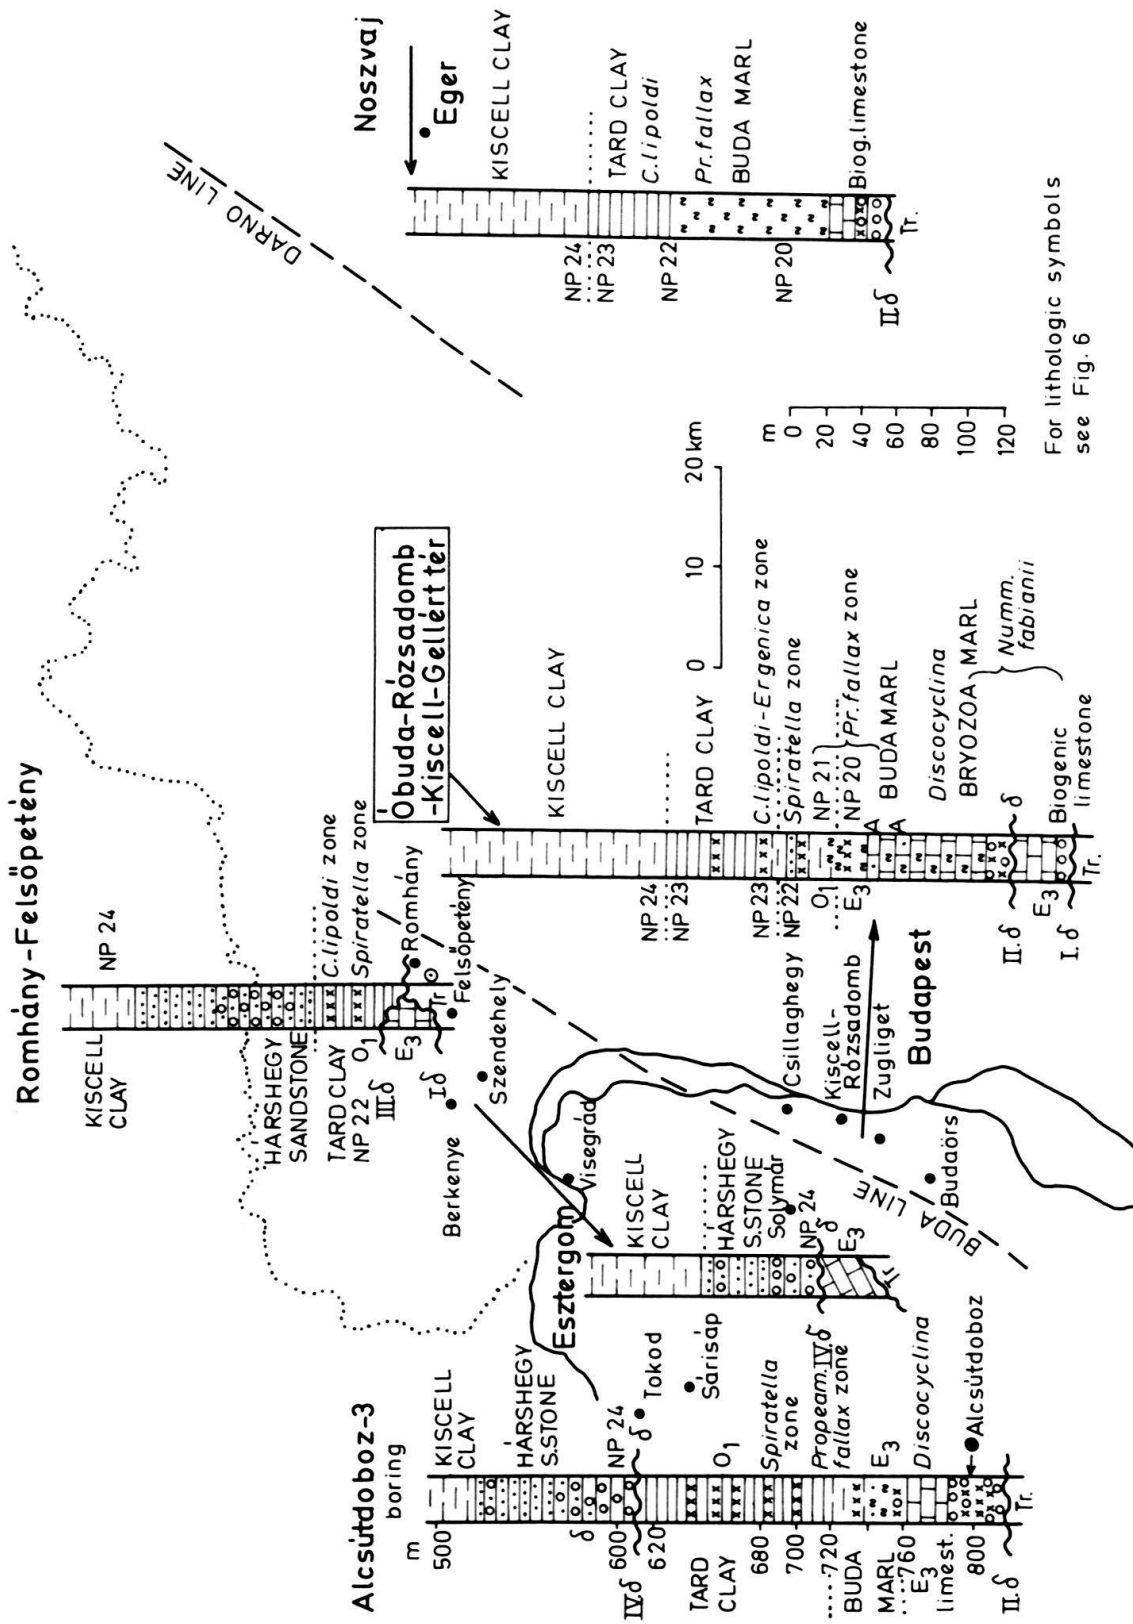 Romhány-Felsőpetény
KISCELL
CLAY
NP 24
HÁRSHEGY
SANDSTONE
TARD CLAY
NP 22
O₁
C.lipoldi zone
Spiratella zone
III.δ
E₃
I.δ
Tr
Romhány
Felsőpetény
Szendehely
Berkenye
DARNO LINE
Noszvaj
Eger
KISCELL CLAY
NP 24
NP 23
TARD CLAY
C.lipoldi
NP 22
Pr.fallax
BUDA MARL
NP 20
Biog.limestone
II.δ
Tr.
Óbuda-Rózsadomb
-Kiscell-Gellérttér
KISCELL CLAY
NP 24
NP 23
TARD CLAY
NP 23
C.lipoldi-Ergenica zone
NP 22
Spiratella zone
O₁
NP 21
E₃
NP 20
Pr.fallax zone
A
BUDA MARL
A
Discocyclina
BRYOZOA MARL
Numm.
fabianii
II.δ
δ
E₃
Biogenic
limestone
I.δ
Tr.
0
10
20 km
m
0
20
40
60
80
100
120
For lithologic symbols
see Fig. 6
Visegrád
Esztergom
KISCELL
CLAY
HÁRSHEGY
S.STONE
Solymár
NP 24
δ
E₃
IV.δ
Tr
BUDA LINE
Csillaghegy
Kiscell-
Rózsadomb
Zugliget
Budapest
Budaörs
Tokod
Sárisáp
Alcsútdoboz-3
boring
m
500
KISCELL
CLAY
HÁRSHEGY
S.STONE
δ
600
NP 24
IV.δ
δ
620
TARD
CLAY
O₁
680
Spiratella
zone
700
720
Propeam.
fallax zone
BUDA
MARL
E₃
760
E₃
limest.
Discocyclina
800
Alcsútdoboz
II.δ
Tr.